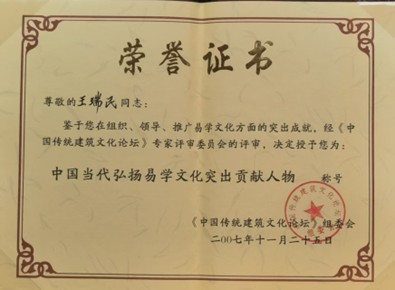 荣誉证书
尊敬的王瑞民同志：
鉴于您在组织、领导、推广易学文化方面的突出成就，经《中
国传统建筑文化论坛》专家评审委员会的评审，决定授予您为：
中国当代弘扬易学文化突出贡献人物 称号
《中国传统建筑文化论坛》组委会
二00七年十一月二十五日